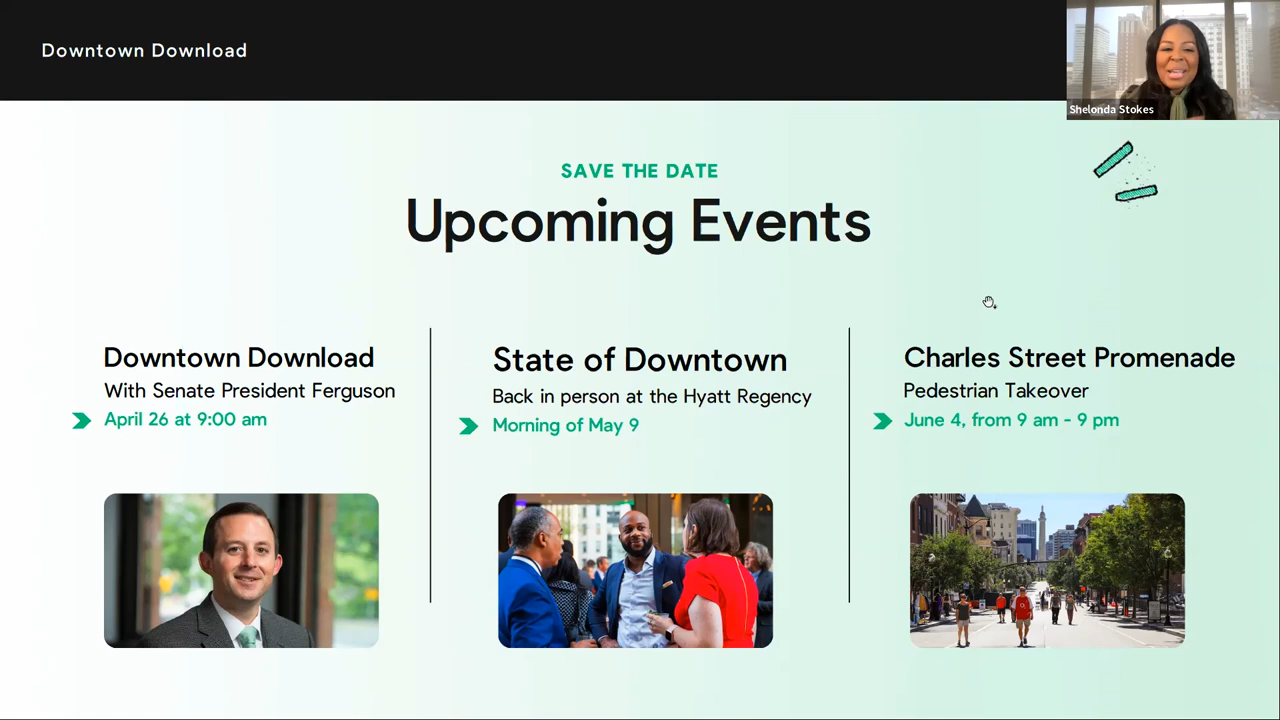 Downtown Download
Shelonda Stokes
SAVE THE DATE
Upcoming Events
Downtown Download
With Senate President Ferguson
April 26 at 9:00 am
State of Downtown
Back in person at the Hyatt Regency
Morning of May 9
Charles Street Promenade
Pedestrian Takeover
June 4, from 9 am - 9 pm